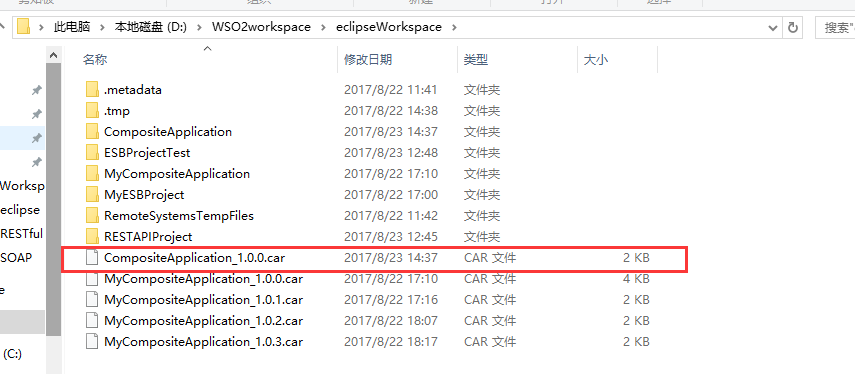 组织
新建
打开
选择
此电脑 > 本地磁盘 (D:) > WSO2workspace > eclipseWorkspace >
搜索"e
名称 修改日期 类型 大小
.metadata 2017/8/22 11:41 文件夹
.tmp 2017/8/22 14:38 文件夹
CompositeApplication 2017/8/23 14:37 文件夹
ESBProjectTest 2017/8/23 12:48 文件夹
MyCompositeApplication 2017/8/22 17:10 文件夹
MyESBProject 2017/8/22 17:00 文件夹
RemoteSystemsTempFiles 2017/8/22 11:42 文件夹
RESTAPIProject 2017/8/23 12:45 文件夹
CompositeApplication_1.0.0.car 2017/8/23 14:37 CAR 文件 2 KB
MyCompositeApplication_1.0.0.car 2017/8/22 17:10 CAR 文件 4 KB
MyCompositeApplication_1.0.1.car 2017/8/22 17:16 CAR 文件 2 KB
MyCompositeApplication_1.0.2.car 2017/8/22 18:07 CAR 文件 2 KB
MyCompositeApplication_1.0.3.car 2017/8/22 18:17 CAR 文件 2 KB
Worksp
eclipse
RESTful
SOAP
e
(C:)